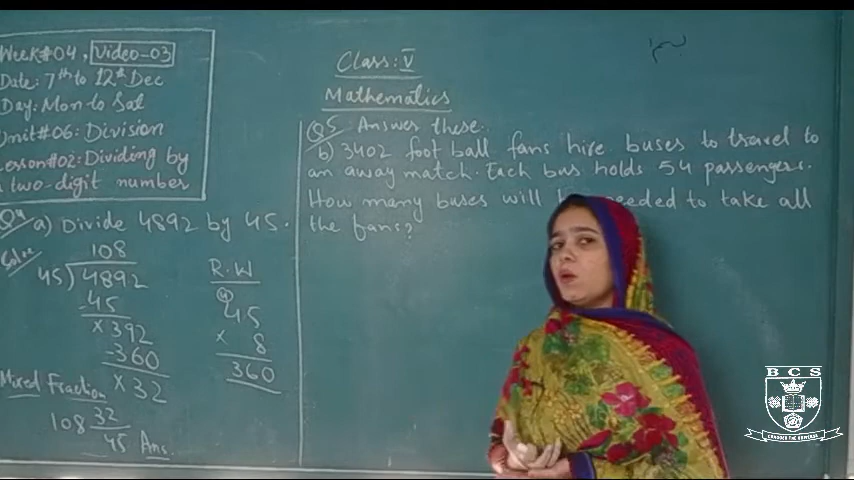 Week#04, Video-03
Date: 7th to 12th Dec
Day: Mon to Sat
Unit#06: Division
Lesson#02: Dividing by
a two-digit number
Q4 a) Divide 4892 by 45.
Solve
108
45) 4892
-45
x392
-360
x32
R.W
4
45
x 8
360
Mixed Fraction
108 32/45 Ans.
Class: V
Mathematics
Q5 Answer these.
b) 3402 foot ball fans hire buses to travel to
an away match. Each bus holds 54 passengers.
How many buses will needed to take all
the fans?
BCS